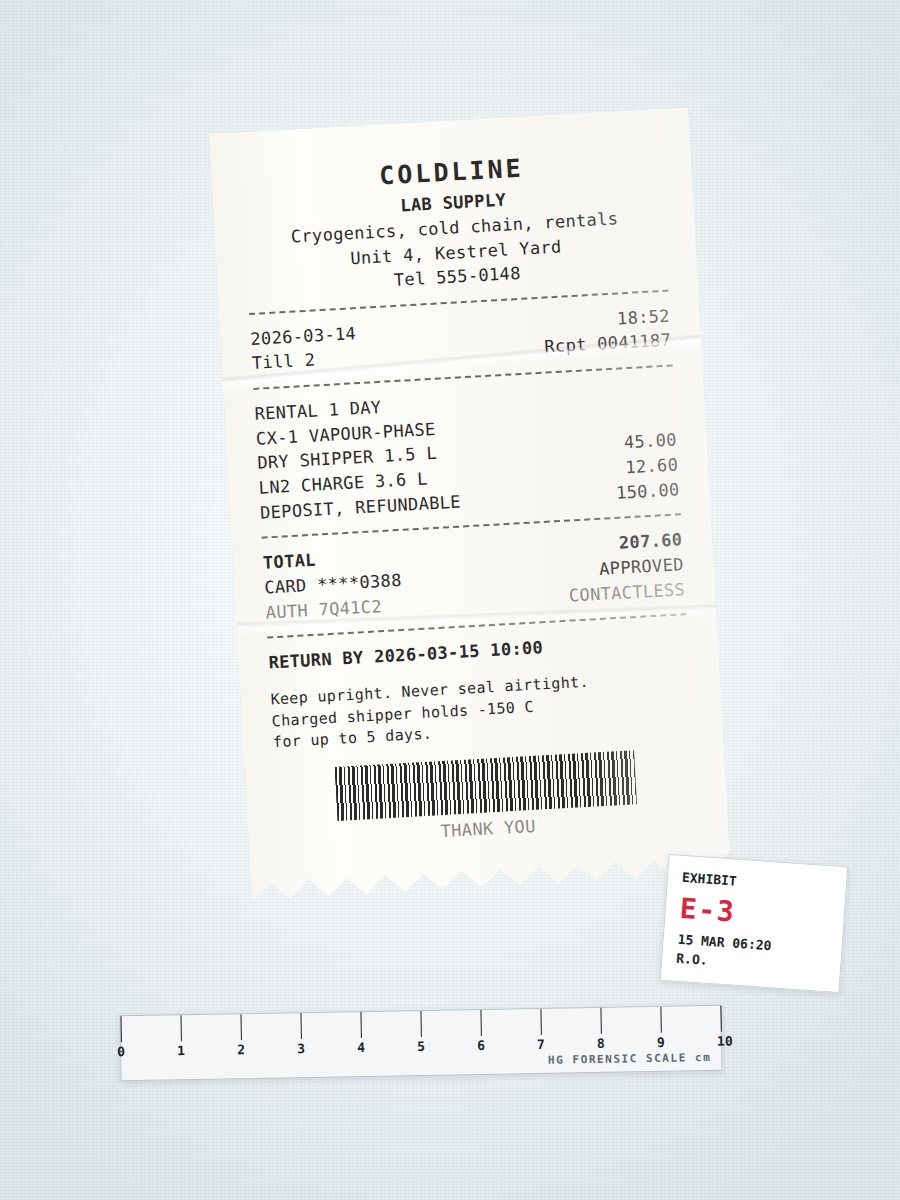 COLDLINE
LAB SUPPLY
Cryogenics, cold chain, rentals
Unit 4, Kestrel Yard
Tel 555-0148
2026-03-14 18:52
Till 2 Rcpt 0041187
RENTAL 1 DAY
CX-1 VAPOUR-PHASE
DRY SHIPPER 1.5 L 45.00
LN2 CHARGE 3.6 L 12.60
DEPOSIT, REFUNDABLE 150.00
TOTAL 207.60
CARD ****0388 APPROVED
AUTH 7Q41C2 CONTACTLESS
RETURN BY 2026-03-15 10:00
Keep upright. Never seal airtight.
Charged shipper holds -150 C
for up to 5 days.
THANK YOU
EXHIBIT
E-3
15 MAR 06:20
R.O.
0 1 2 3 4 5 6 7 8 9 10
HG FORENSIC SCALE cm